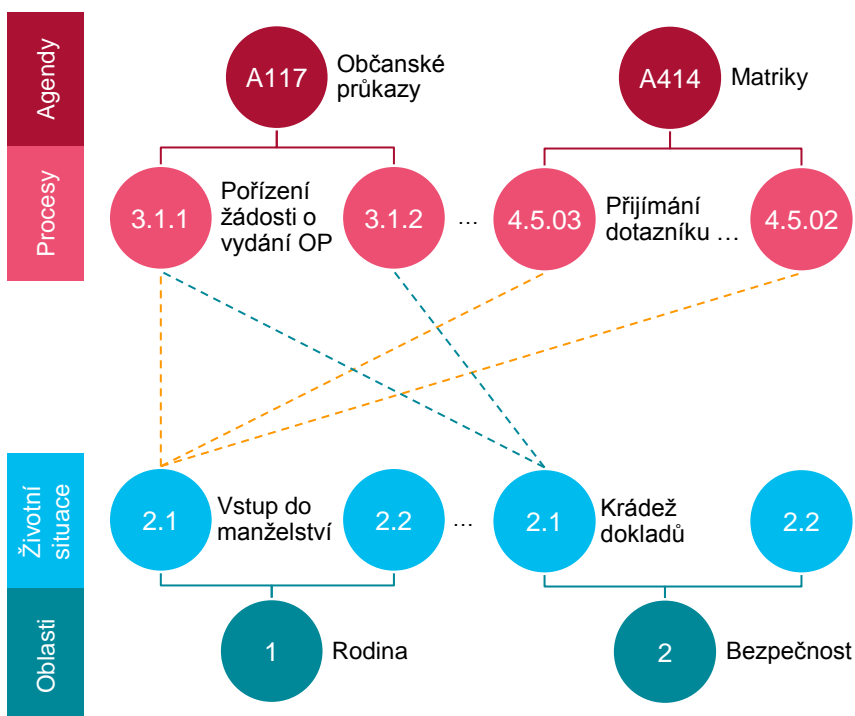 Agendy
A117
Občanské
průkazy
A414
Matriky
Procesy
3.1.1
Pořízení
žádosti o
vydání OP
3.1.2
...
4.5.03
Přijímání
dotazníku ...
4.5.02
Životní
situace
2.1
Vstup do
manželství
2.2
...
2.1
Krádež
dokladů
2.2
Oblasti
1
Rodina
2
Bezpečnost